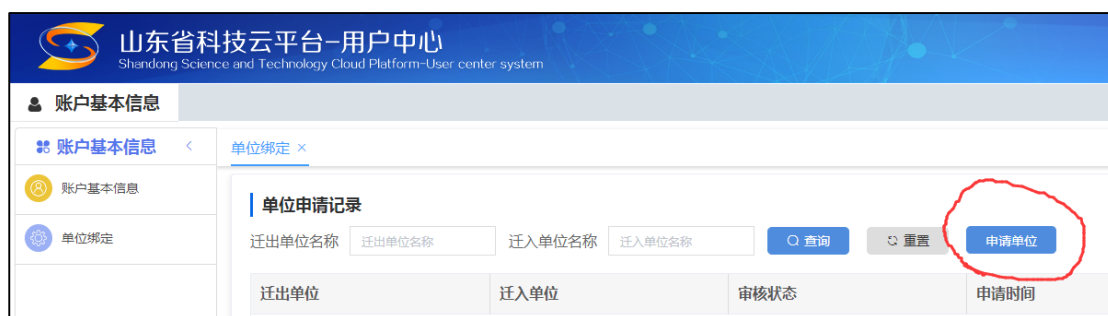 山东省科技云平台-用户中心
Shandong Science and Technology Cloud Platform-User center system
账户基本信息
账户基本信息
单位绑定 ×
账户基本信息
单位绑定
单位申请记录
迁出单位名称 迁出单位名称 迁入单位名称 迁入单位名称 查询 重置 申请单位
迁出单位 迁入单位 审核状态 申请时间